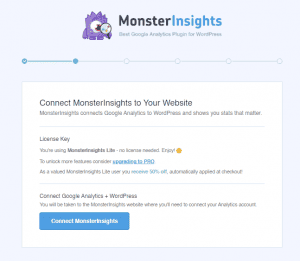 MonsterInsights
Best Google Analytics Plugin for WordPress
Connect MonsterInsights to Your Website
MonsterInsights connects Google Analytics to WordPress and shows you stats that matter.
License Key
You're using MonsterInsights Lite - no license needed. Enjoy!
To unlock more features consider upgrading to PRO
As a valued MonsterInsights Lite user you receive 50% off, automatically applied at checkout!
Connect Google Analytics + WordPress
You will be taken to the MonsterInsights website where you'll need to connect your Analytics account.
Connect MonsterInsights